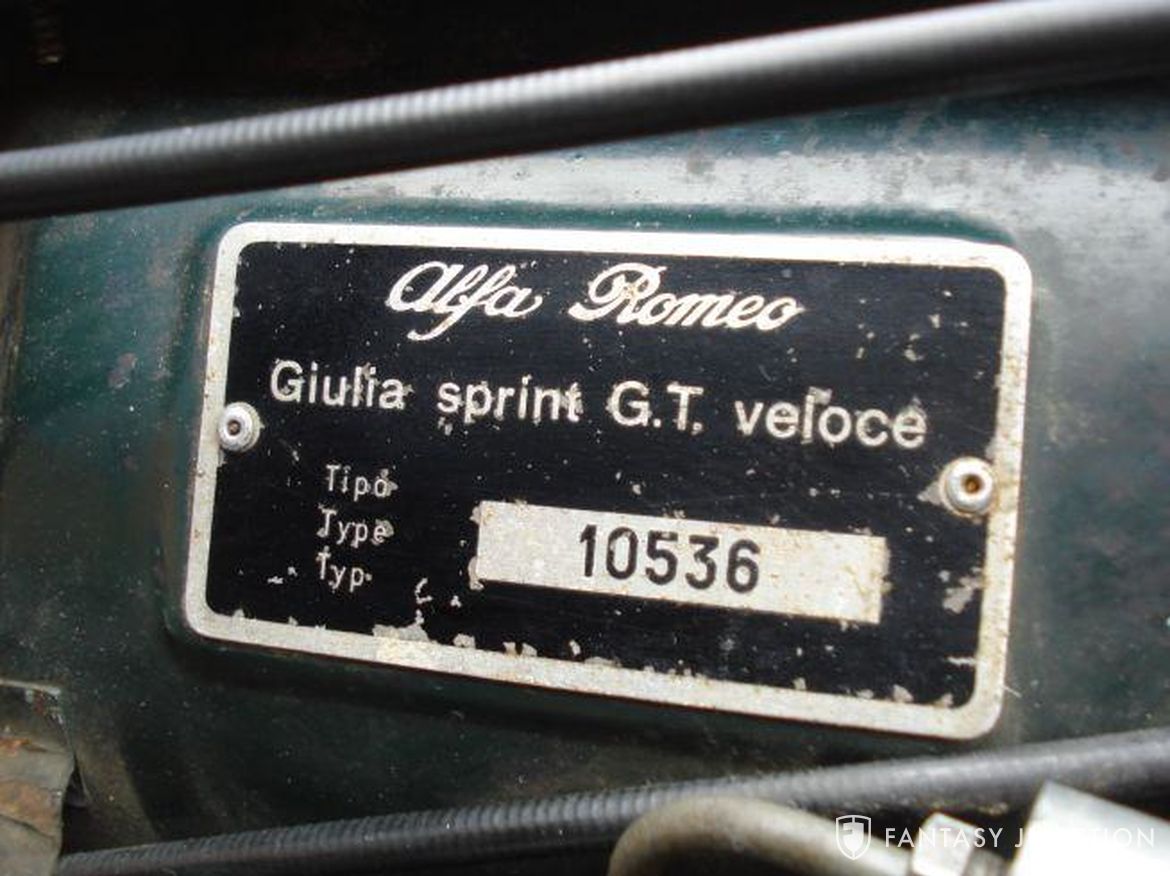 Alfa Romeo
Giulia sprint G.T. veloce
Tipo
Type
Typ.
10536
FANTASY JUNCTION